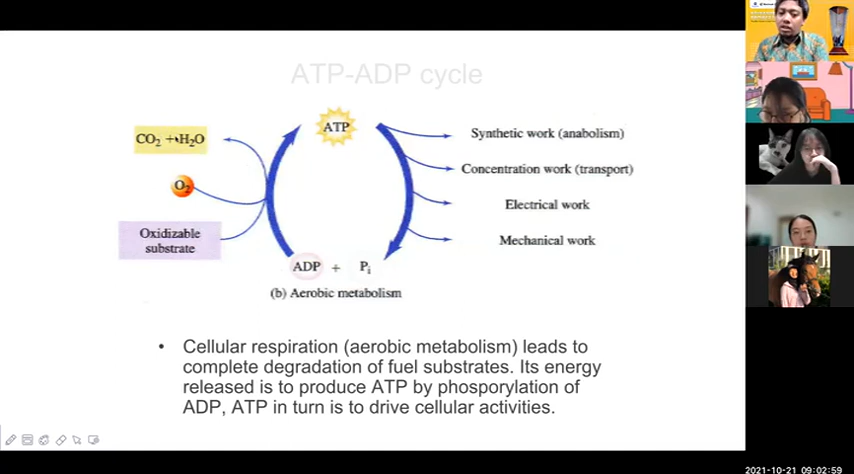 ATP-ADP cycle
ATP
CO2 + H2O
O2
Oxidizable
substrate
Synthetic work (anabolism)
Concentration work (transport)
Electrical work
Mechanical work
ADP + Pi
(b) Aerobic metabolism
• Cellular respiration (aerobic metabolism) leads to
complete degradation of fuel substrates. Its energy
released is to produce ATP by phosporylation of
ADP, ATP in turn is to drive cellular activities.
2021-10-21 09:02:59